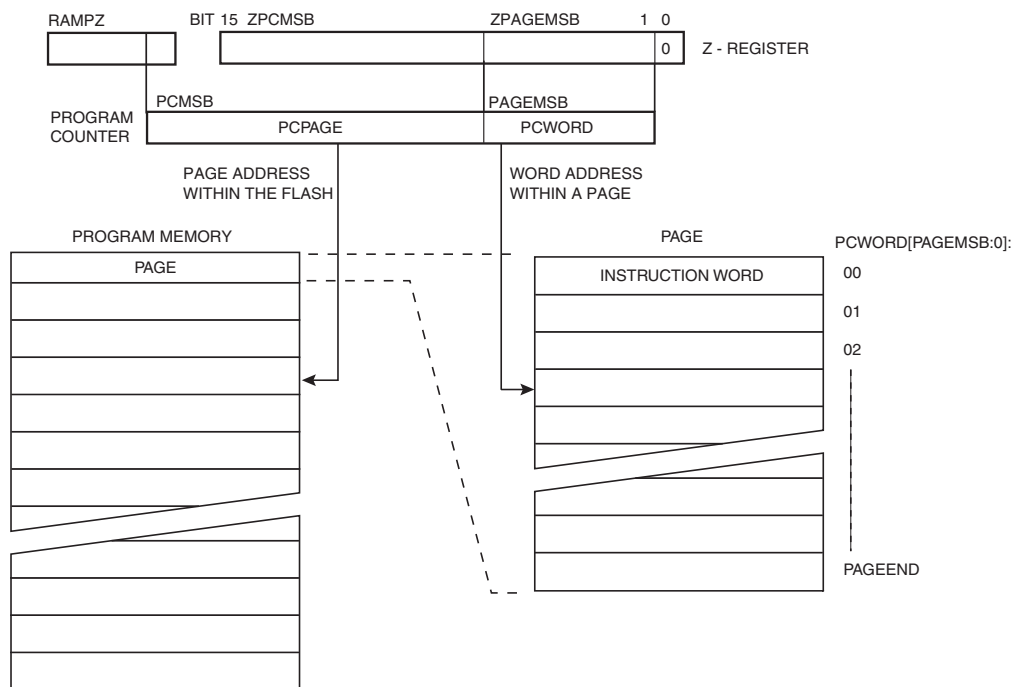 RAMPZ
BIT 15 ZPCMSB ZPAGEMSB 1 0
0 Z - REGISTER
PCMSB PAGEMSB
PROGRAM
COUNTER
PCPAGE PCWORD
PAGE ADDRESS
WITHIN THE FLASH
WORD ADDRESS
WITHIN A PAGE
PROGRAM MEMORY
PAGE
PAGE
PCWORD[PAGEMSB:0]:
INSTRUCTION WORD
00
01
02
PAGEEND